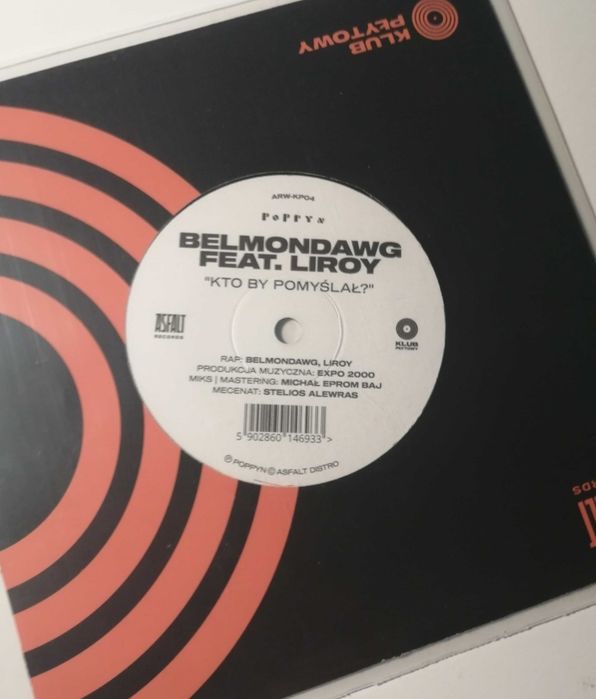 KLUB
PŁYTOWY
ARW-KP04
POPPYN
BELMONDAWG
FEAT. LIROY
"KTO BY POMYŚLAŁ?"
ASFALT
RECORDS
KLUB
PŁYTOWY
RAP: BELMONDAWG, LIROY
PRODUKCJA MUZYCZNA: EXPO 2000
MIKS | MASTERING: MICHAŁ EPROM BAJ
MECENAT: STELIOS ALEWRAS
5 902860 146933 >
Ⓟ POPPYN © ASFALT DISTRO